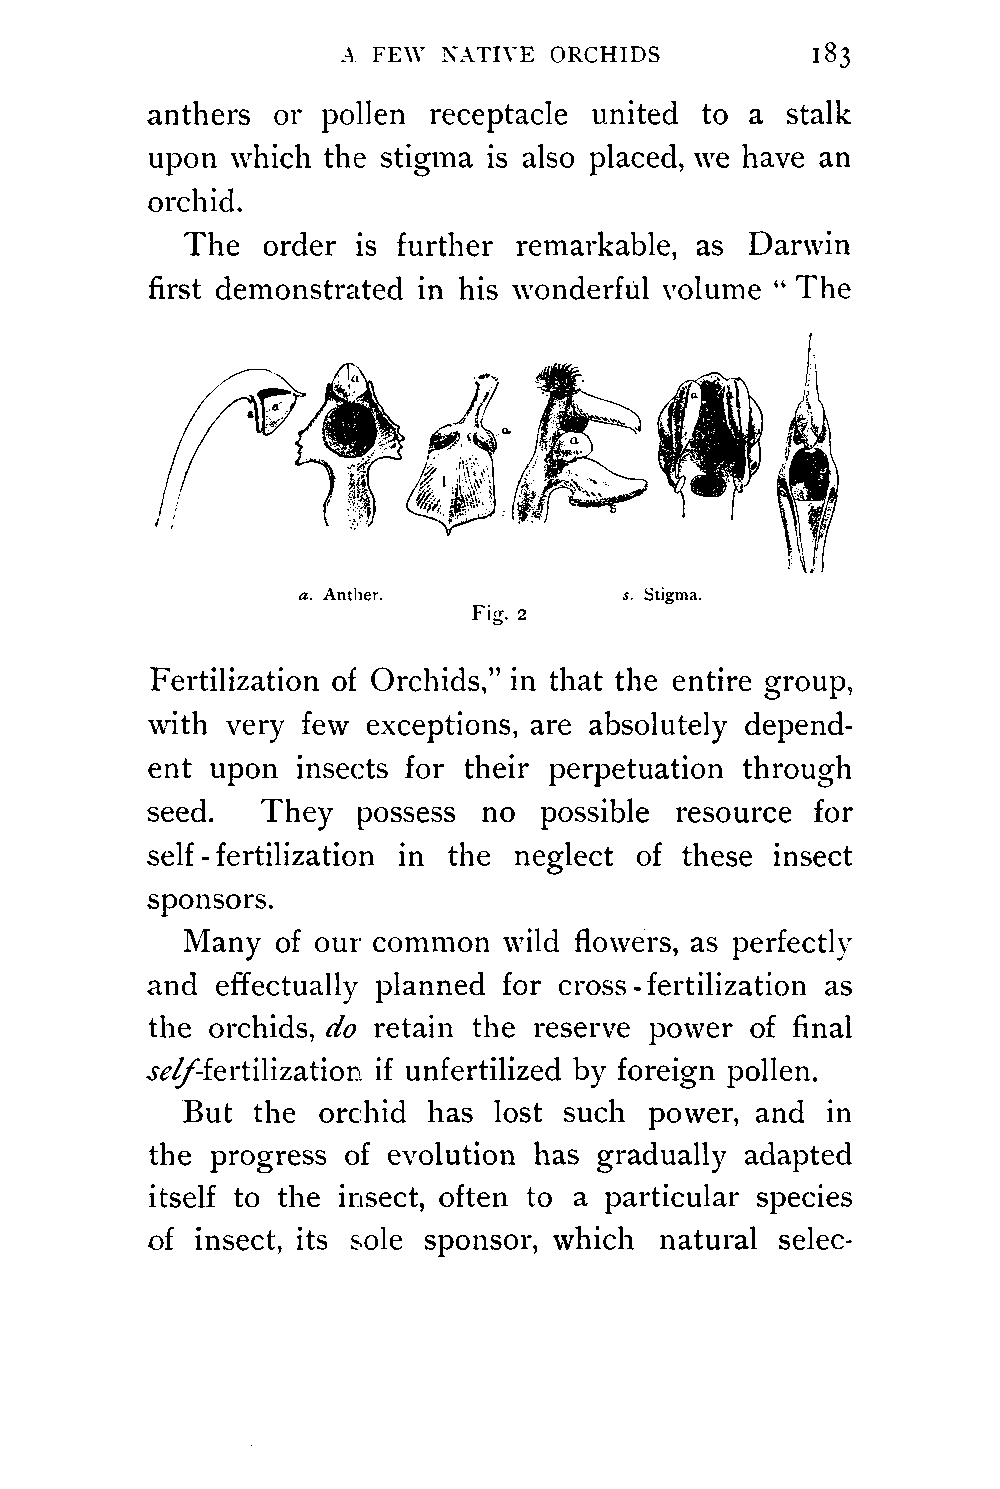 A FEW NATIVE ORCHIDS 183
anthers or pollen receptacle united to a stalk
upon which the stigma is also placed, we have an
orchid.
The order is further remarkable, as Darwin
first demonstrated in his wonderful volume “ The
a
a
a
a
a
s
a. Anther. s. Stigma.
Fig. 2
Fertilization of Orchids,” in that the entire group,
with very few exceptions, are absolutely depend-
ent upon insects for their perpetuation through
seed. They possess no possible resource for
self-fertilization in the neglect of these insect
sponsors.
Many of our common wild flowers, as perfectly
and effectually planned for cross-fertilization as
the orchids, do retain the reserve power of final
self-fertilization if unfertilized by foreign pollen.
But the orchid has lost such power, and in
the progress of evolution has gradually adapted
itself to the insect, often to a particular species
of insect, its sole sponsor, which natural selec-